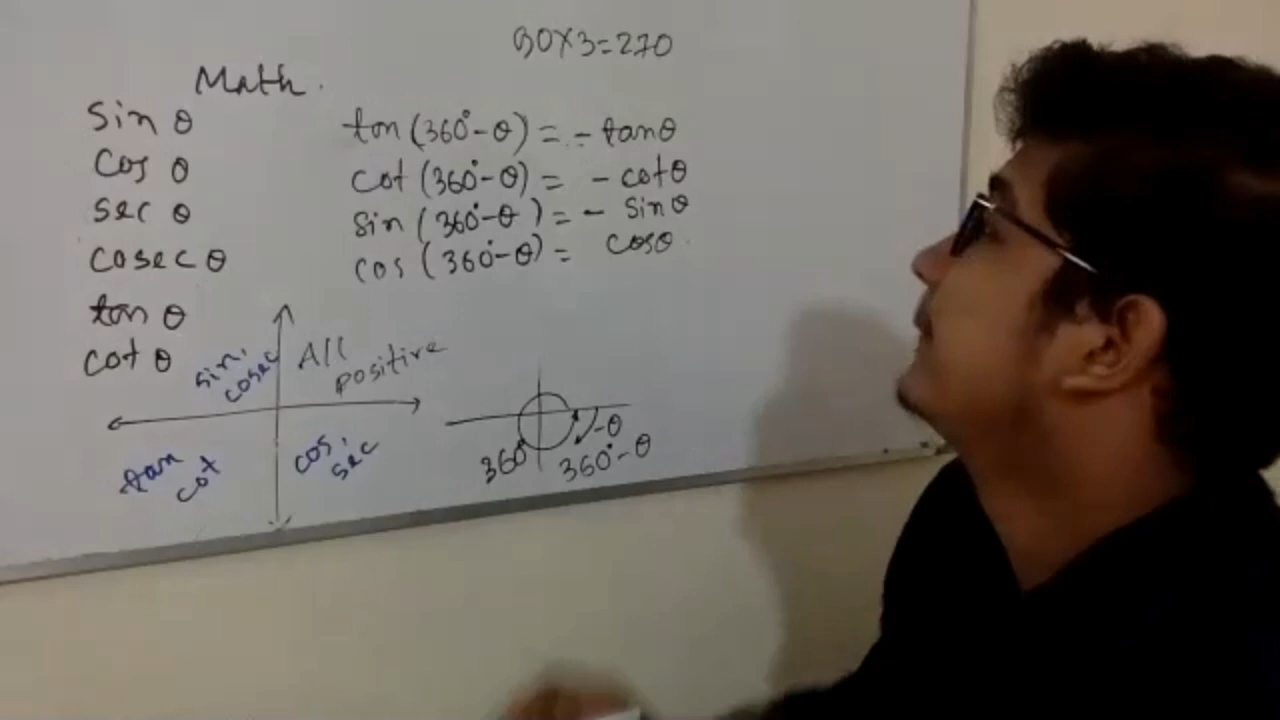 90×3=270
Math.
sin θ
cos θ
sec θ
cosec θ
tan θ
cot θ
tan (360°-θ) = - tanθ
cot (360°-θ) = - cotθ
sin (360°-θ) = - sinθ
cos (360°-θ) = cosθ
sin,
cosec
All
positive
tan
cot
cos,
sec
-θ
360°
360°-θ